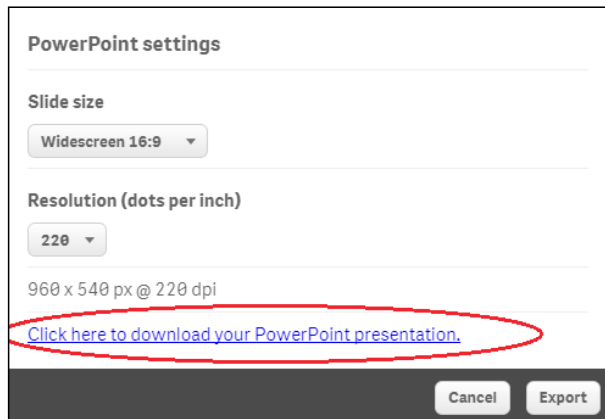 PowerPoint settings
Slide size
Widescreen 16:9
Resolution (dots per inch)
220
960 x 540 px @ 220 dpi
Click here to download your PowerPoint presentation.
Cancel Export